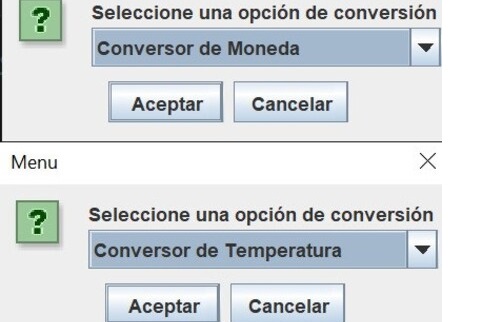 Seleccione una opción de conversión
?
Conversor de Moneda
Aceptar Cancelar
Menu
Seleccione una opción de conversión
?
Conversor de Temperatura
Aceptar Cancelar